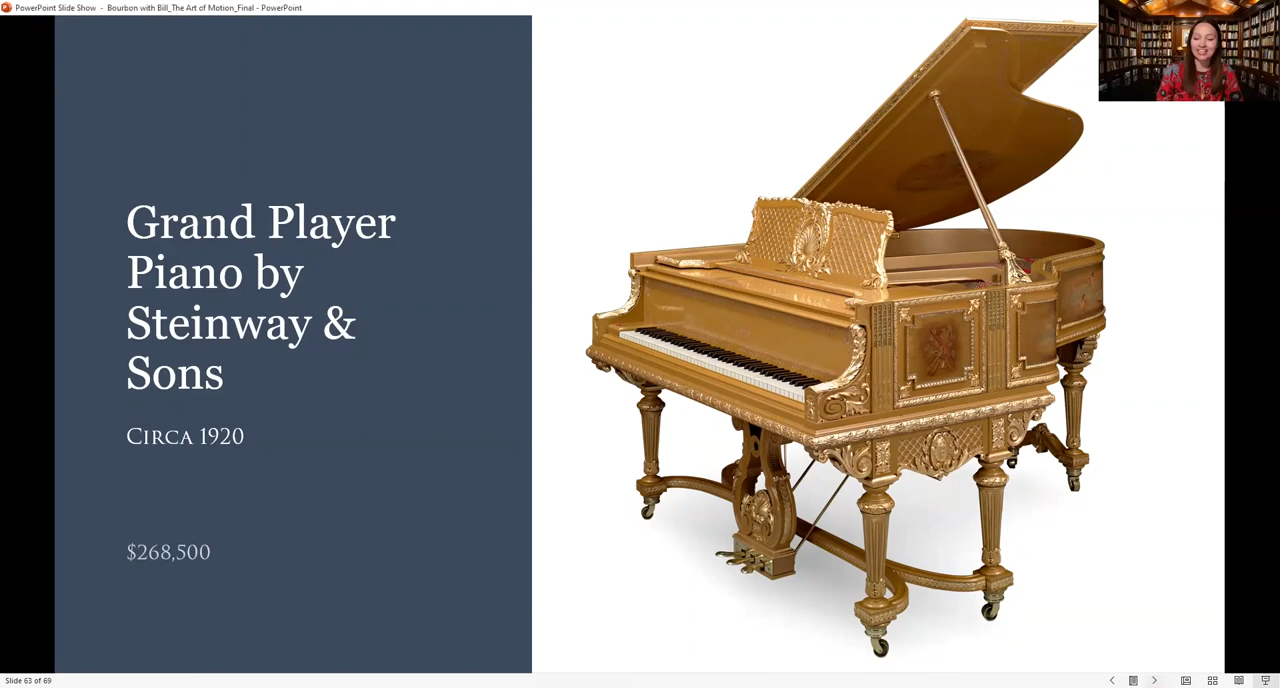 PowerPoint Slide Show - Bourbon with Bill_The Art of Motion_Final - PowerPoint
Grand Player
Piano by
Steinway &
Sons
Circa 1920
$268,500
Slide 63 of 69